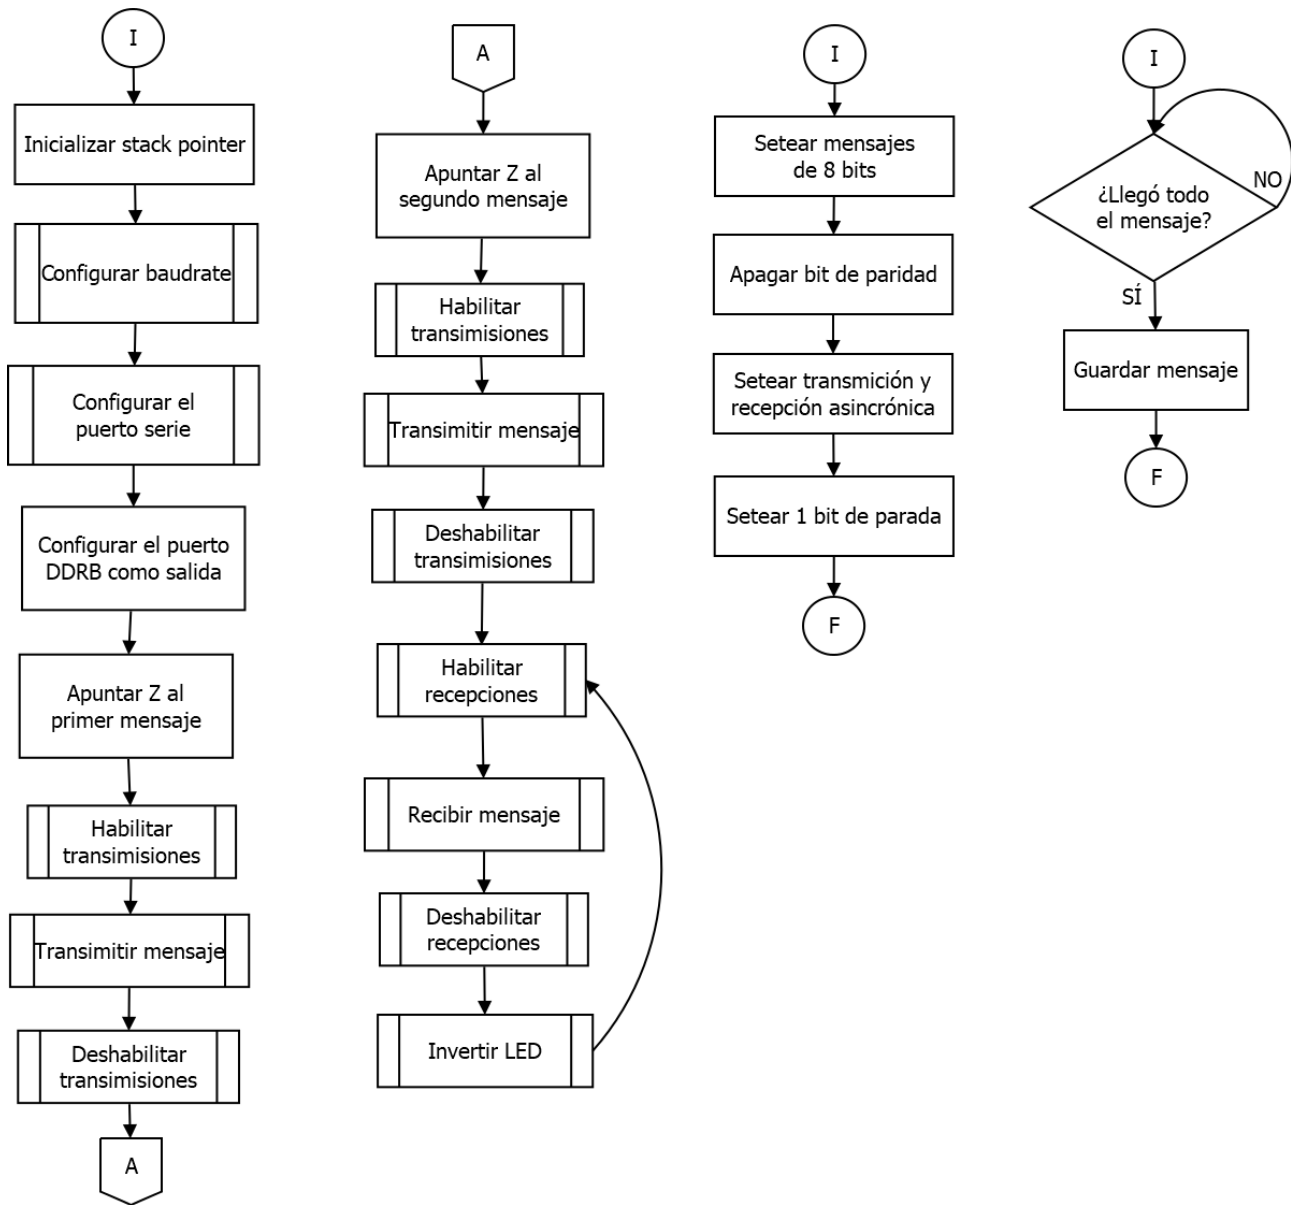 I
Inicializar stack pointer
Configurar baudrate
Configurar el
puerto serie
Configurar el puerto
DDRB como salida
Apuntar Z al
primer mensaje
Habilitar
transimisiones
Transimitir mensaje
Deshabilitar
transimisiones
A
A
Apuntar Z al
segundo mensaje
Habilitar
transimisiones
Transimitir mensaje
Deshabilitar
transimisiones
Habilitar
recepciones
Recibir mensaje
Deshabilitar
recepciones
Invertir LED
I
Setear mensajes
de 8 bits
Apagar bit de paridad
Setear transmición y
recepción asincrónica
Setear 1 bit de parada
F
I
¿Llegó todo
el mensaje?
NO
SÍ
Guardar mensaje
F